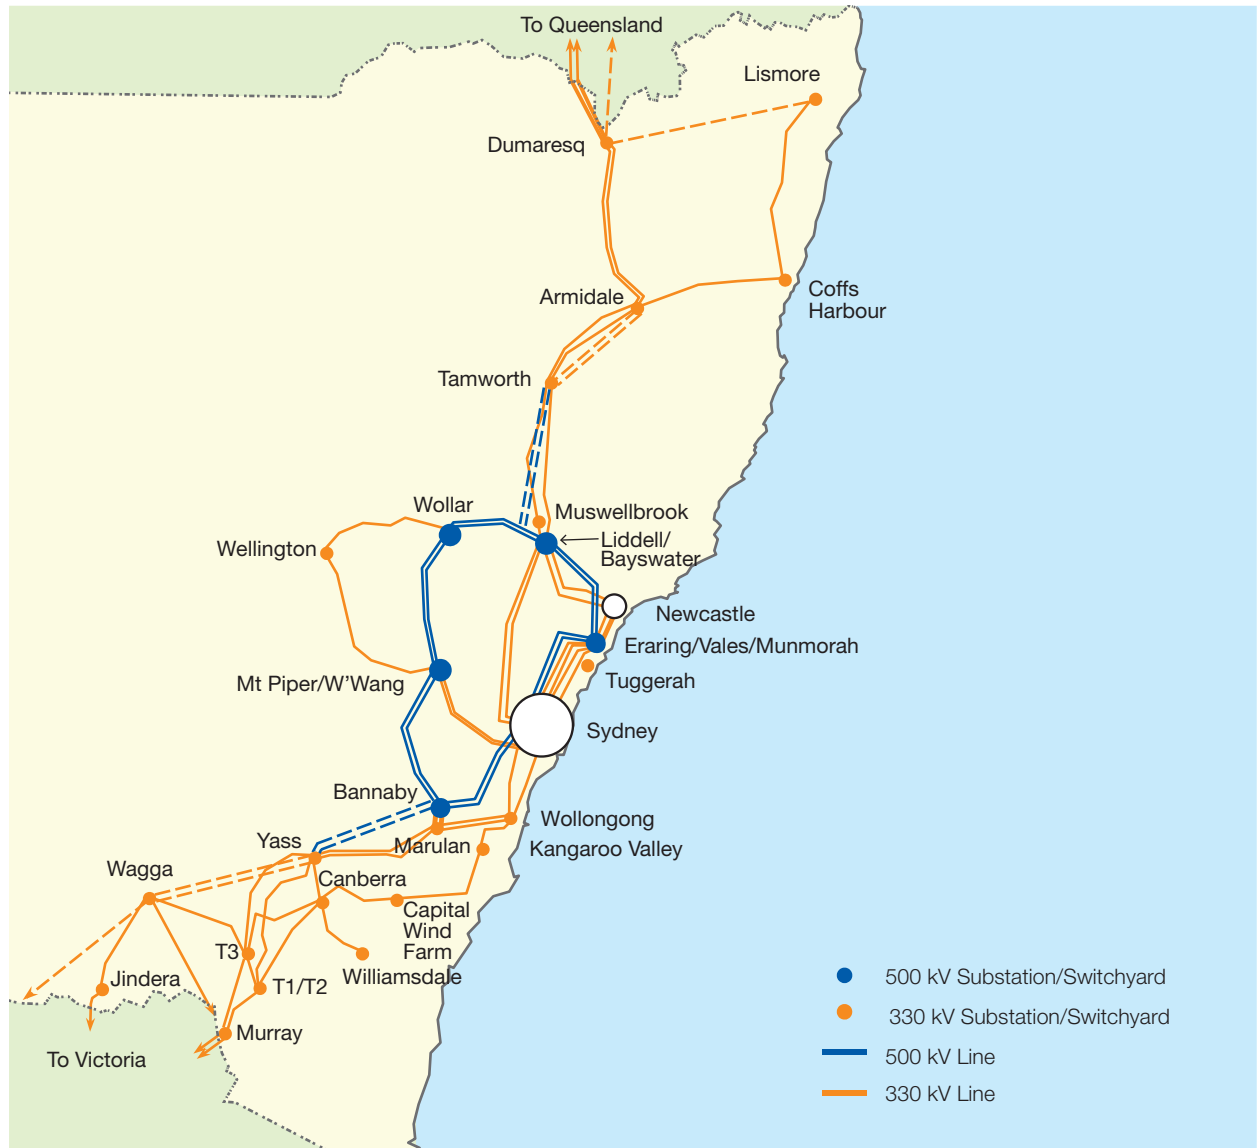 To Queensland
Lismore
Dumaresq
Armidale
Coffs
Harbour
Tamworth
Wollar
Muswellbrook
Wellington
Liddell/
Bayswater
Newcastle
Eraring/Vales/Munmorah
Mt Piper/W'Wang
Tuggerah
Sydney
Bannaby
Wollongong
Yass
Marulan
Kangaroo Valley
Wagga
Canberra
Capital
Wind
Farm
T3
Williamsdale
Jindera
T1/T2
Murray
To Victoria
500 kV Substation/Switchyard
330 kV Substation/Switchyard
500 kV Line
330 kV Line